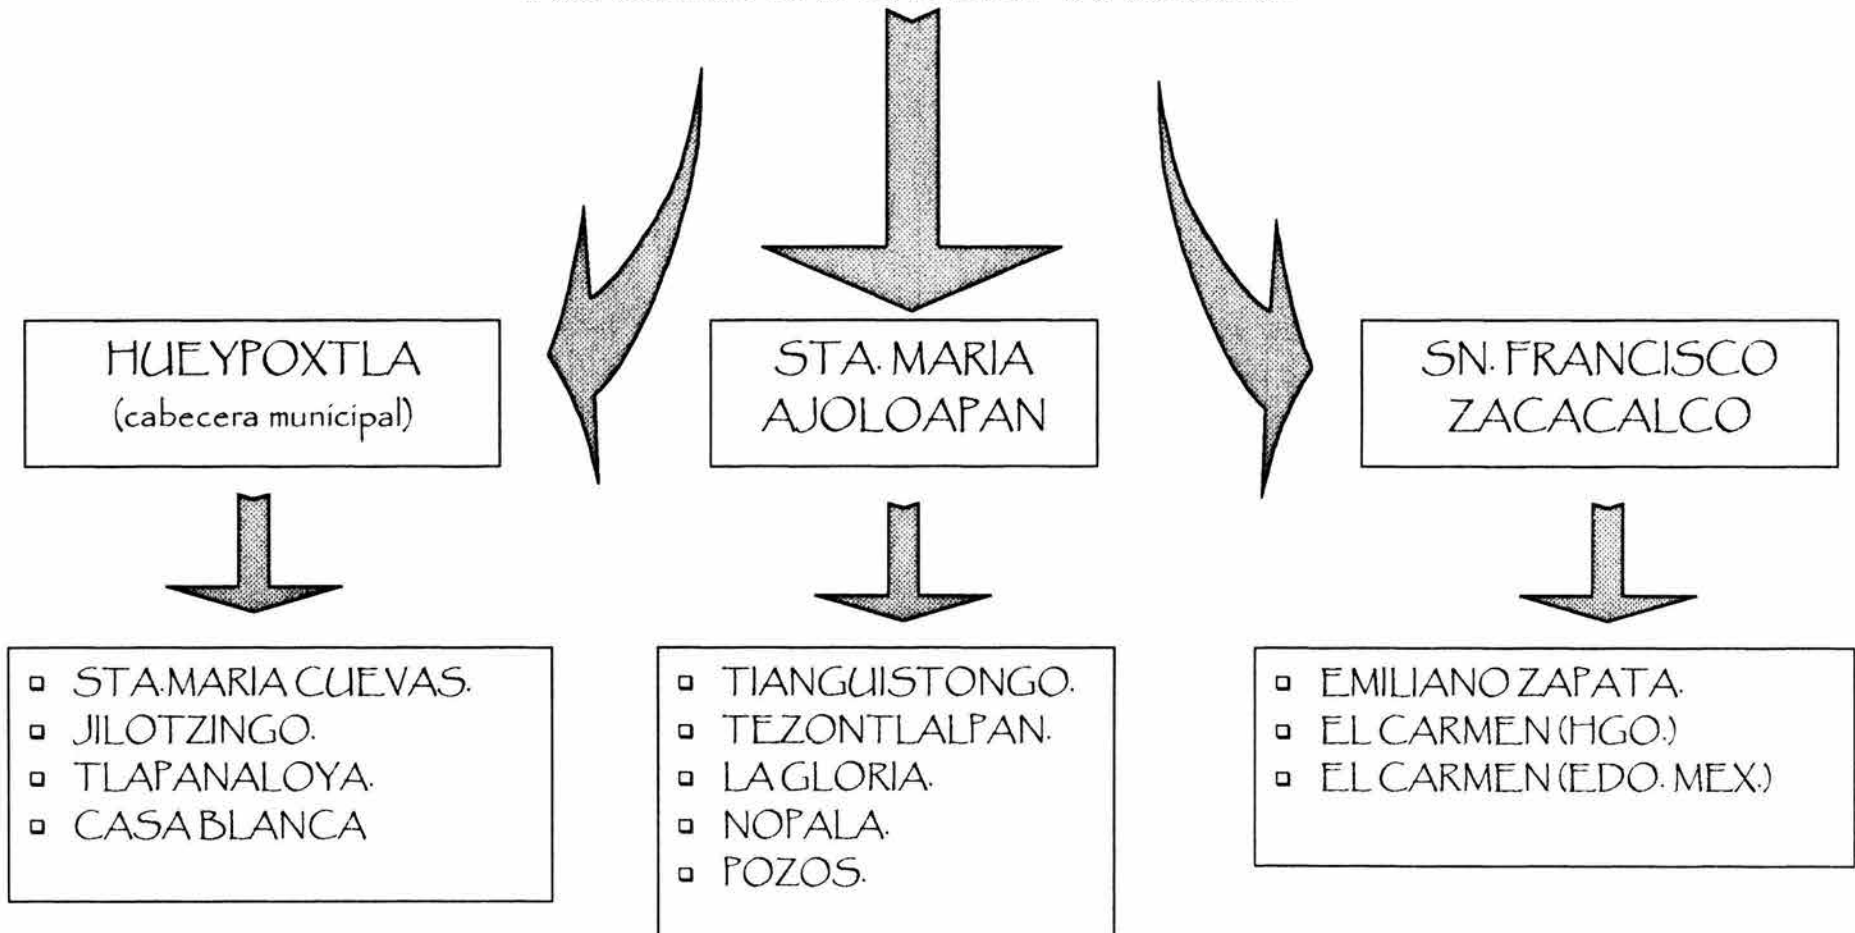 HUEYPOXTLA
(cabecera municipal)
STA. MARIA
AJOLOAPAN
SN. FRANCISCO
ZACACALCO
STA.MARIA CUEVAS.
JILOTZINGO.
TLAPANALOYA.
CASA BLANCA
TIANGUISTONGO.
TEZONTLALPAN.
LA GLORIA.
NOPALA.
POZOS.
EMILIANO ZAPATA.
EL CARMEN (HGO.)
EL CARMEN (EDO. MEX.)